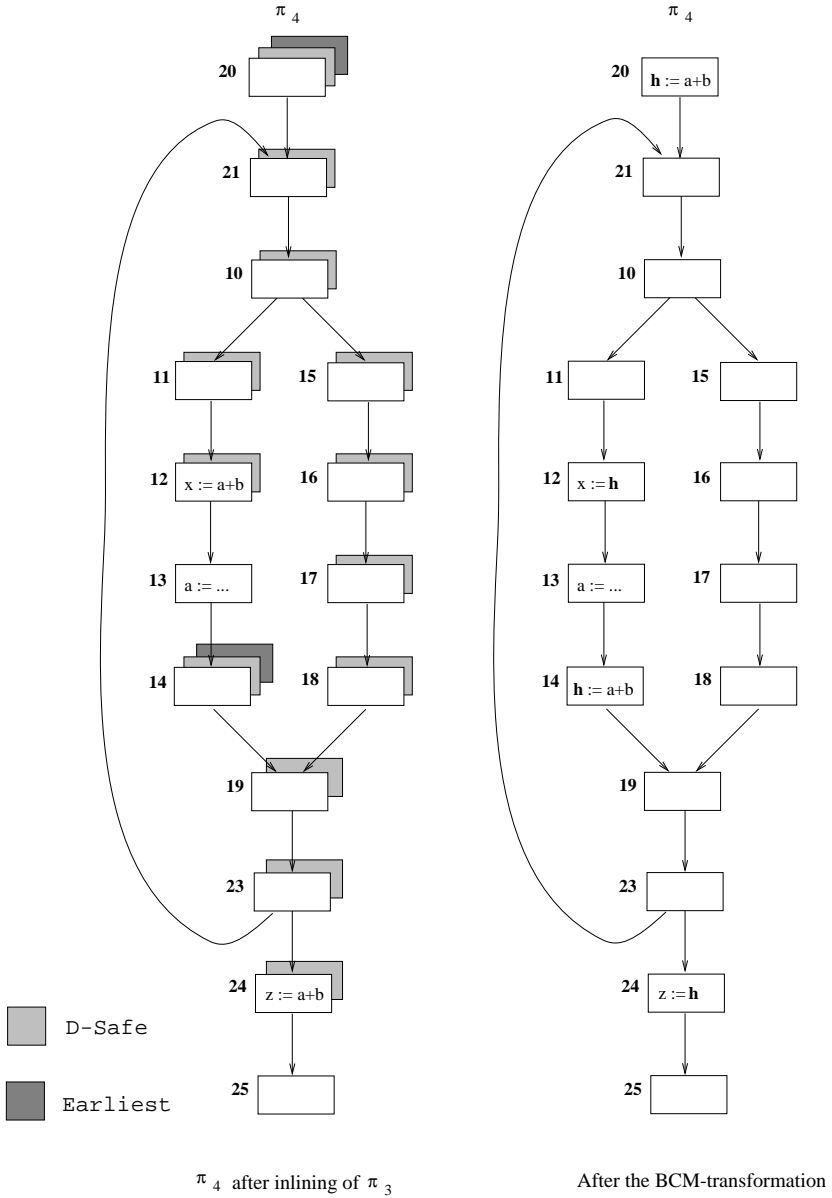 π 4 π 4
20 20 h := a+b
21 21
10 10
11 15 11 15
12 x := a+b 16 12 x := h 16
13 a := ... 17 13 a := ... 17
14 18 14 h := a+b 18
19 19
23 23
24 z := a+b 24 z := h
D-Safe
25 25
Earliest
π 4 after inlining of π 3 After the BCM-transformation